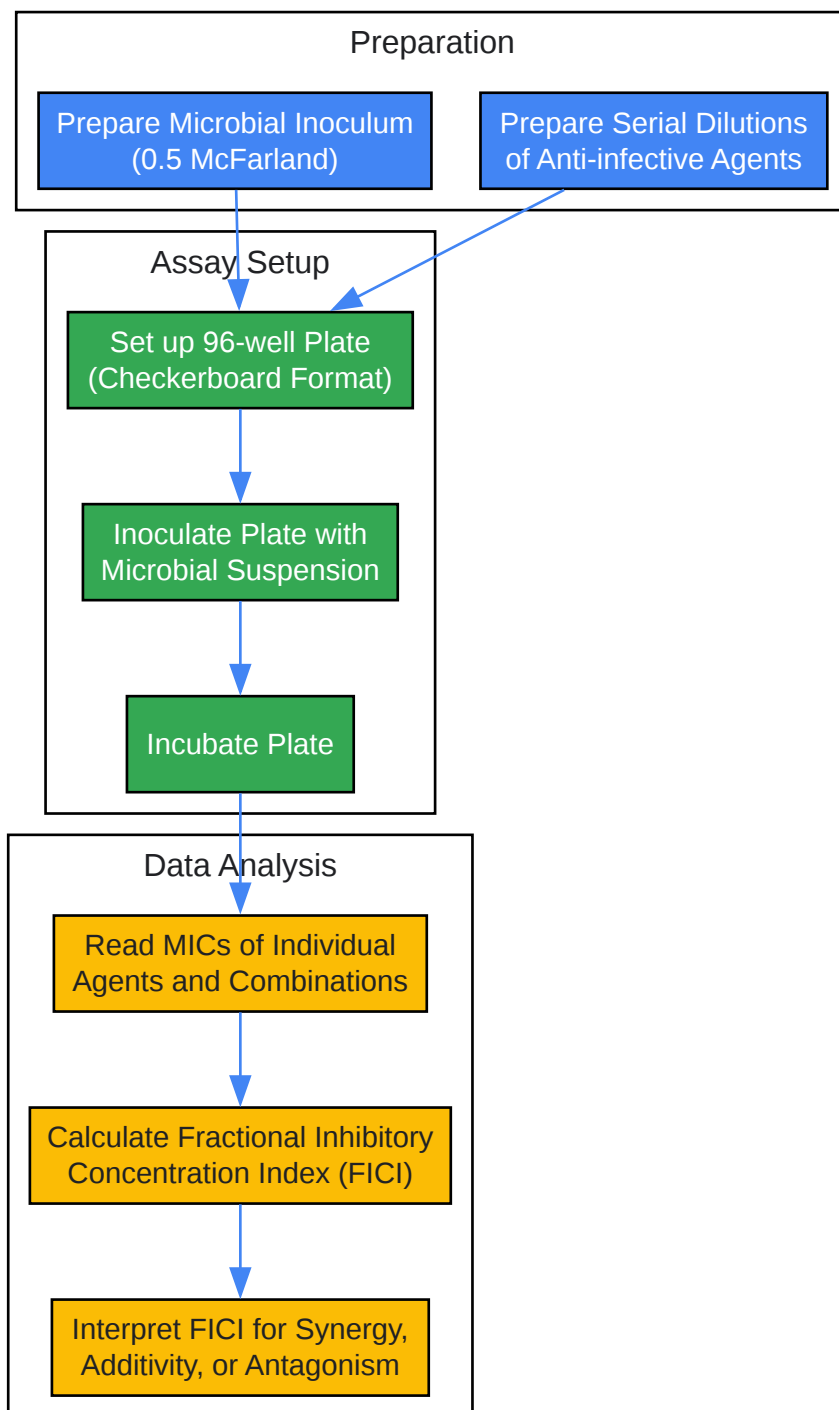 Preparation
Prepare Microbial Inoculum
(0.5 McFarland)
Prepare Serial Dilutions
of Anti-infective Agents
Assay Setup
Set up 96-well Plate
(Checkerboard Format)
Inoculate Plate with
Microbial Suspension
Incubate Plate
Data Analysis
Read MICs of Individual
Agents and Combinations
Calculate Fractional Inhibitory
Concentration Index (FICI)
Interpret FICI for Synergy,
Additivity, or Antagonism